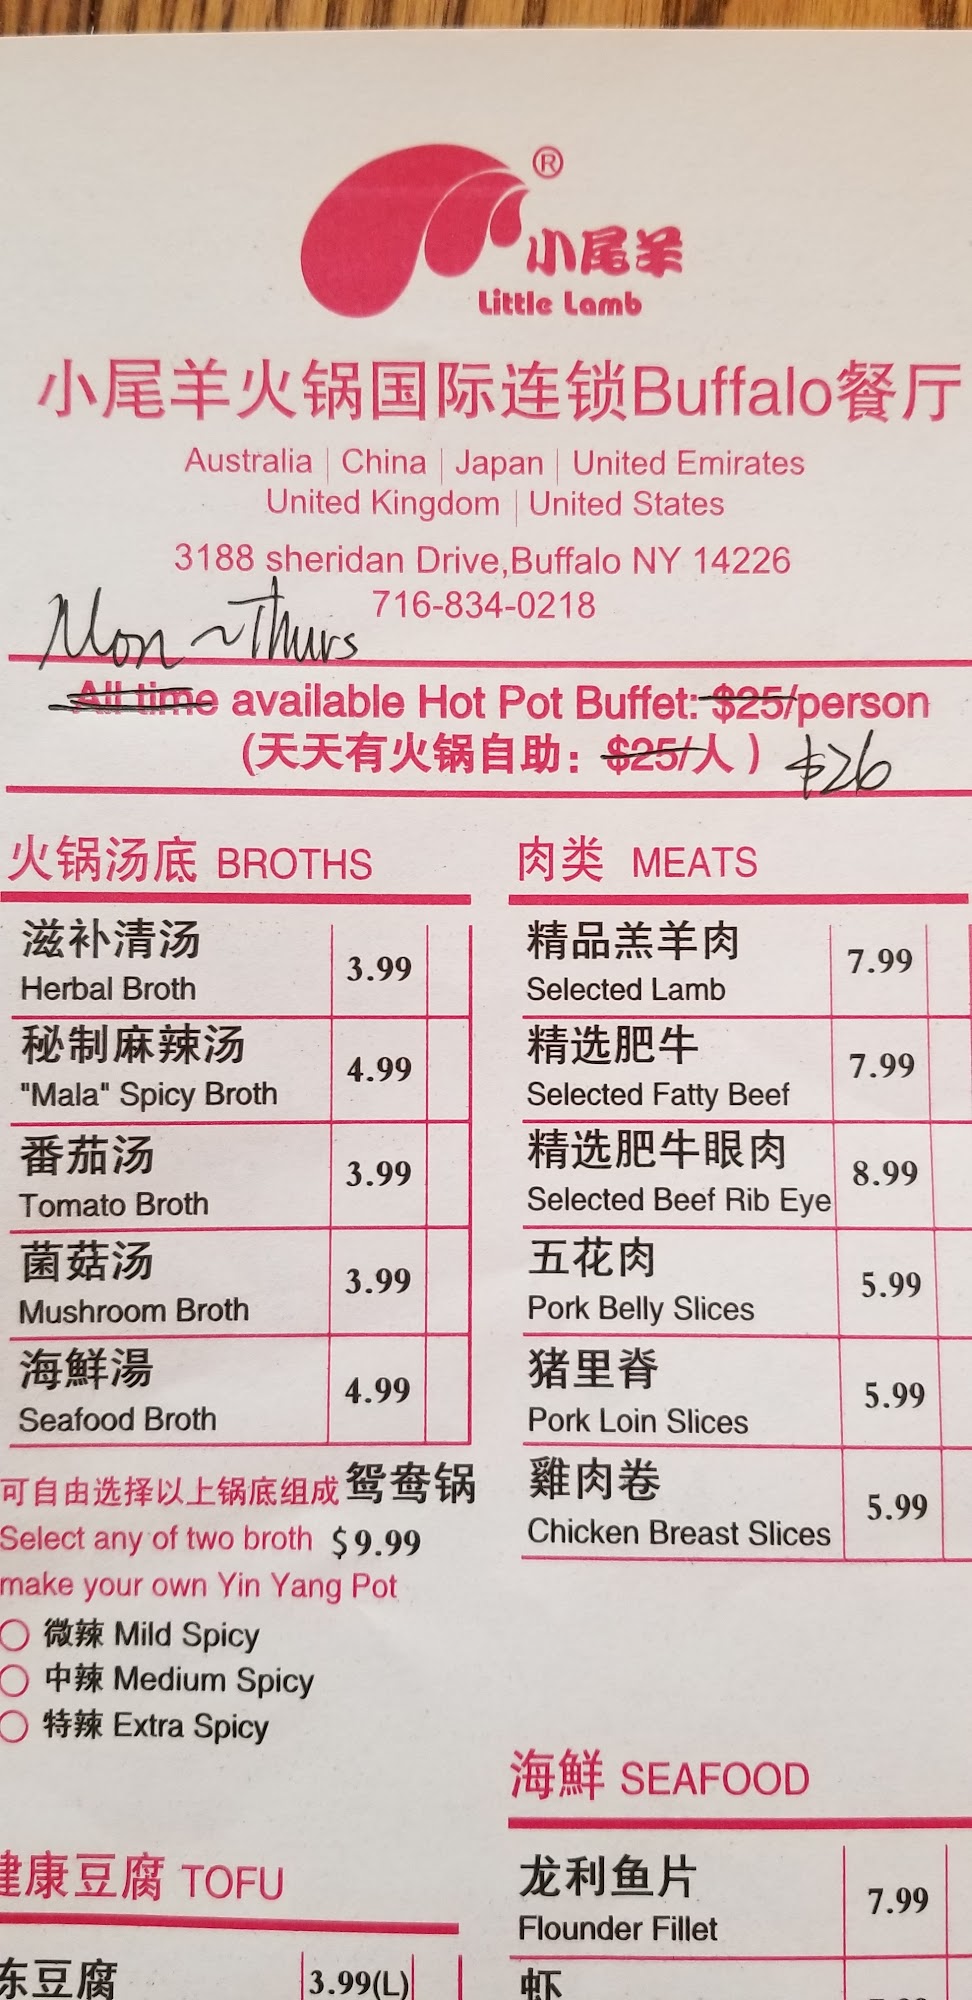 ®
小尾羊
Little Lamb
小尾羊火锅国际连锁Buffalo餐厅
Australia | China | Japan | United Emirates
United Kingdom | United States
3188 sheridan Drive,Buffalo NY 14226
716-834-0218
Mon ~Thurs
All time available Hot Pot Buffet: $25/person
(天天有火锅自助：$25/人 )
$26
火锅汤底 BROTHS
滋补清汤
Herbal Broth
3.99
秘制麻辣汤
"Mala" Spicy Broth
4.99
番茄汤
Tomato Broth
3.99
菌菇汤
Mushroom Broth
3.99
海鮮湯
Seafood Broth
4.99
可自由选择以上锅底组成 鸳鸯锅
Select any of two broth $9.99
make your own Yin Yang Pot
微辣 Mild Spicy
中辣 Medium Spicy
特辣 Extra Spicy
健康豆腐 TOFU
冻豆腐
3.99(L)
肉类 MEATS
精品羔羊肉
Selected Lamb
7.99
精选肥牛
Selected Fatty Beef
7.99
精选肥牛眼肉
Selected Beef Rib Eye
8.99
五花肉
Pork Belly Slices
5.99
猪里脊
Pork Loin Slices
5.99
雞肉卷
Chicken Breast Slices
5.99
海鮮 SEAFOOD
龙利鱼片
Flounder Fillet
7.99
虾